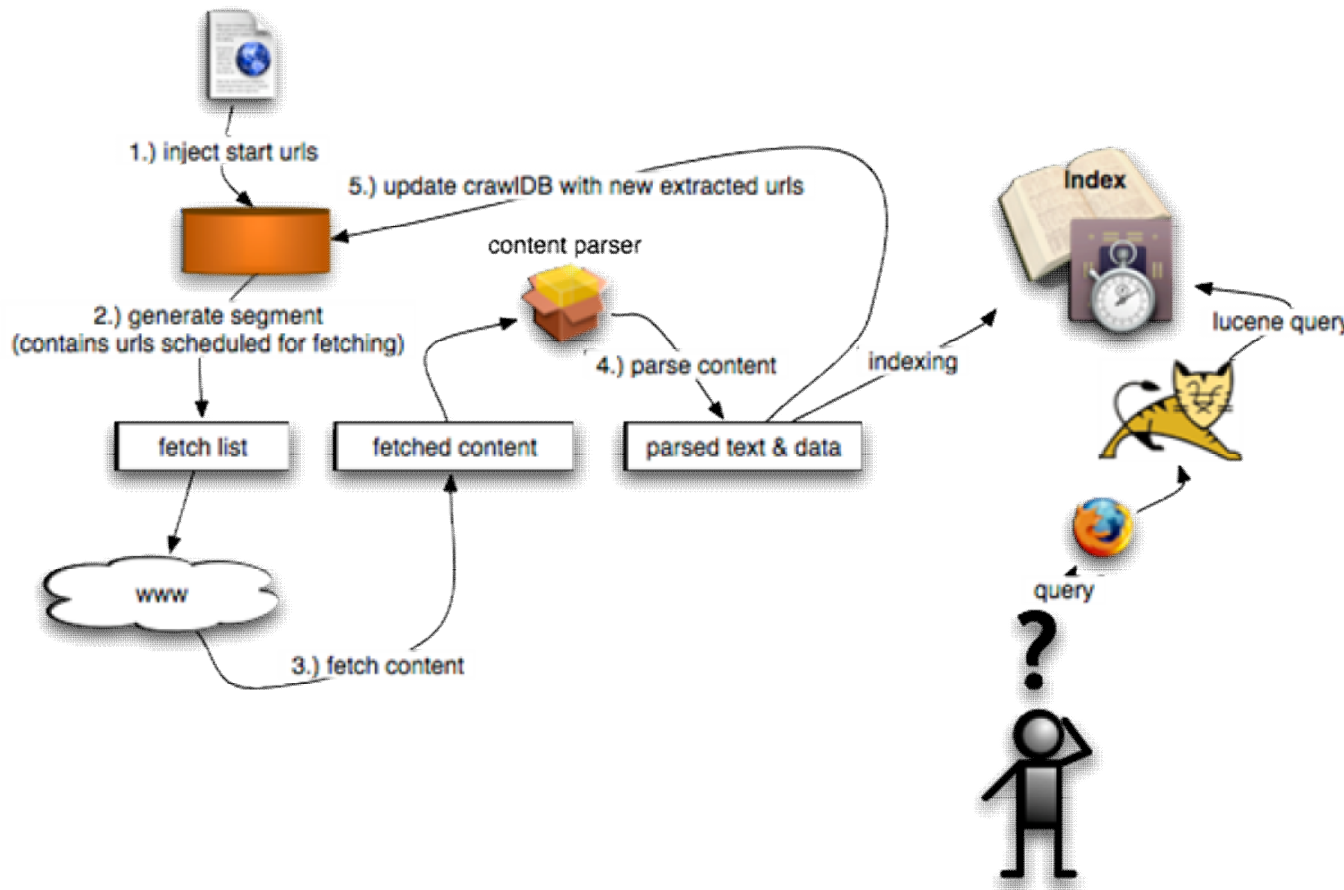 1.) inject start urls
5.) update crawlDB with new extracted urls
Index
content parser
2.) generate segment
(contains urls scheduled for fetching)
lucene query
4.) parse content
indexing
fetch list
fetched content
parsed text & data
www
query
3.) fetch content
?